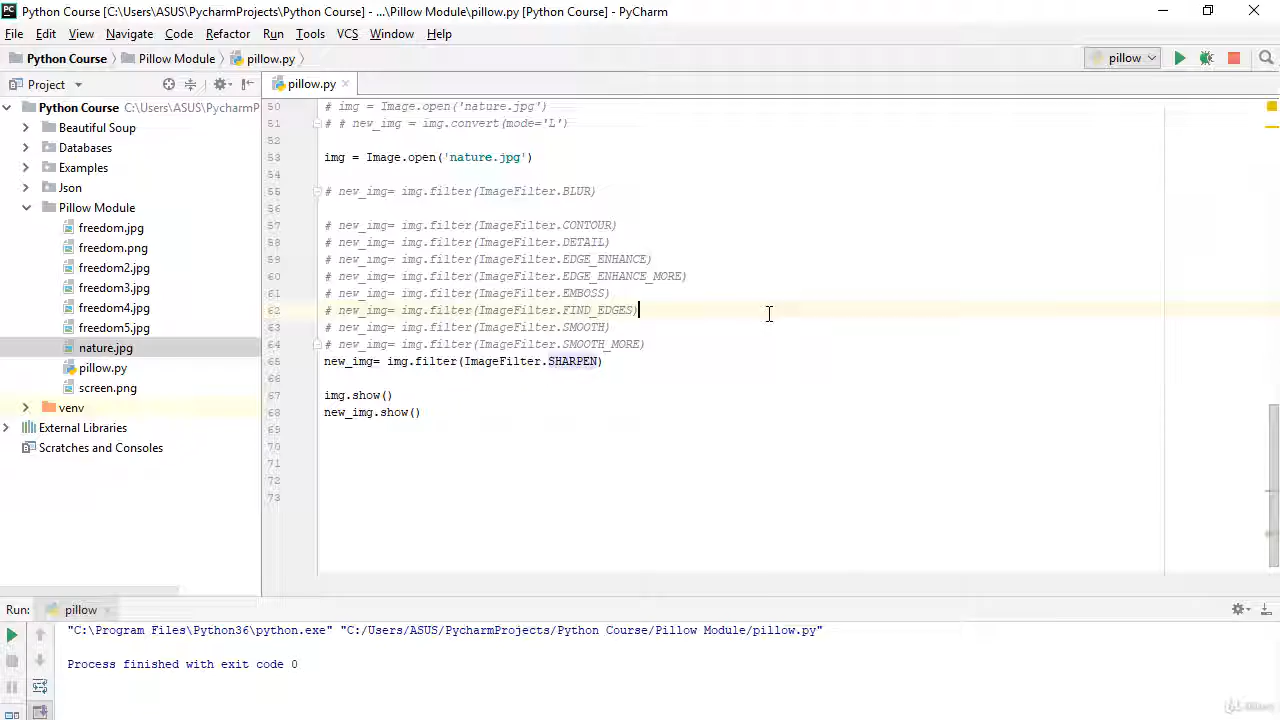 Python Course [C:\Users\ASUS\PycharmProjects\Python Course] - ...\Pillow Module\pillow.py [Python Course] - PyCharm
File Edit View Navigate Code Refactor Run Tools VCS Window Help
Python Course Pillow Module pillow.py pillow
Project pillow.py
Python Course C:\Users\ASUS\PycharmP
Beautiful Soup
Databases
Examples
Json
Pillow Module
freedom.jpg
freedom.png
freedom2.jpg
freedom3.jpg
freedom4.jpg
freedom5.jpg
nature.jpg
pillow.py
screen.png
venv
External Libraries
Scratches and Consoles
50 # img = Image.open('nature.jpg')
51 # # new_img = img.convert(mode='L')
52
53 img = Image.open('nature.jpg')
54
55 # new_img= img.filter(ImageFilter.BLUR)
56
57 # new_img= img.filter(ImageFilter.CONTOUR)
58 # new_img= img.filter(ImageFilter.DETAIL)
59 # new_img= img.filter(ImageFilter.EDGE_ENHANCE)
60 # new_img= img.filter(ImageFilter.EDGE_ENHANCE_MORE)
61 # new_img= img.filter(ImageFilter.EMBOSS)
62 # new_img= img.filter(ImageFilter.FIND_EDGES)
63 # new_img= img.filter(ImageFilter.SMOOTH)
64 # new_img= img.filter(ImageFilter.SMOOTH_MORE)
65 new_img= img.filter(ImageFilter.SHARPEN)
66
67 img.show()
68 new_img.show()
69
70
71
72
73
Run: pillow
"C:\Program Files\Python36\python.exe" "C:/Users/ASUS/PycharmProjects/Python Course/Pillow Module/pillow.py"
Process finished with exit code 0